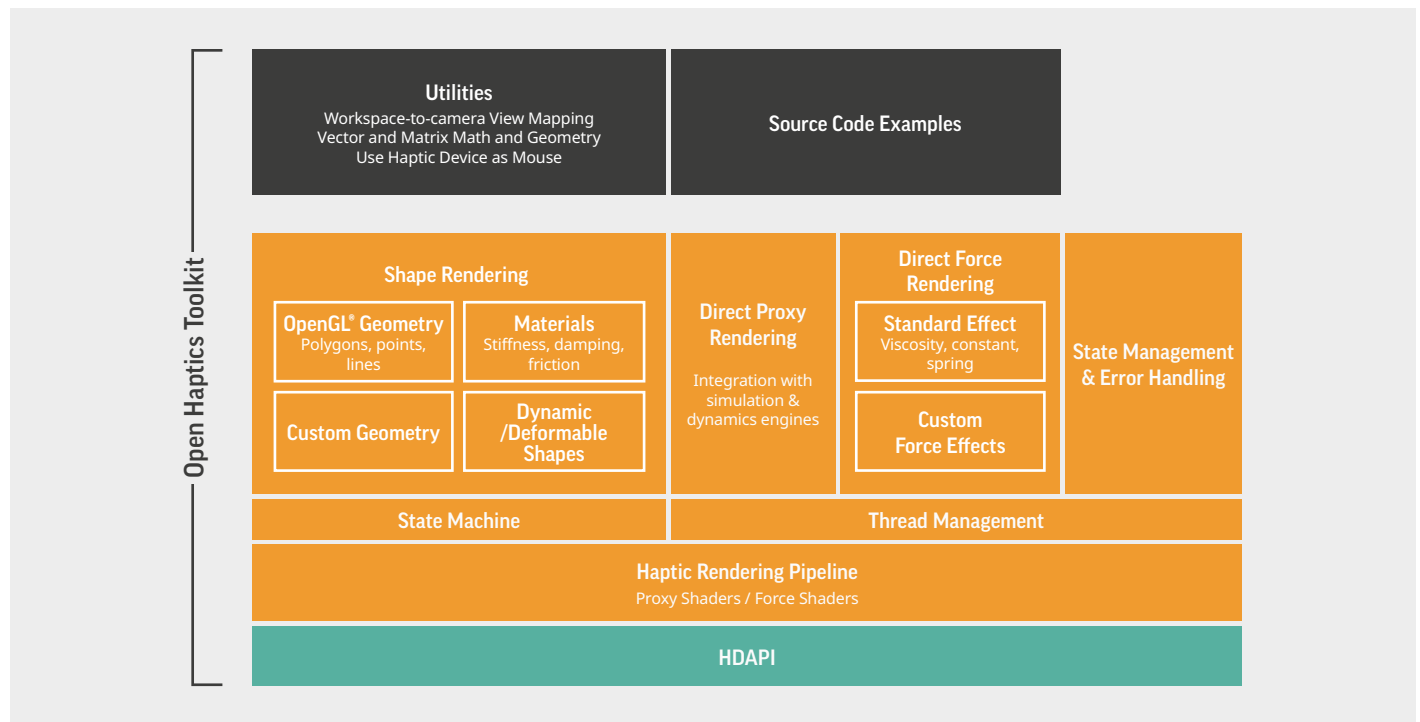 Open Haptics Toolkit
Utilities
Workspace-to-camera View Mapping
Vector and Matrix Math and Geometry
Use Haptic Device as Mouse
Source Code Examples
Shape Rendering
OpenGL® Geometry
Polygons, points,
lines
Materials
Stiffness, damping,
friction
Custom Geometry
Dynamic
/Deformable
Shapes
Direct Proxy
Rendering
Integration with
simulation &
dynamics engines
Direct Force
Rendering
Standard Effect
Viscosity, constant,
spring
Custom
Force Effects
State Management
& Error Handling
State Machine
Thread Management
Haptic Rendering Pipeline
Proxy Shaders / Force Shaders
HDAPI